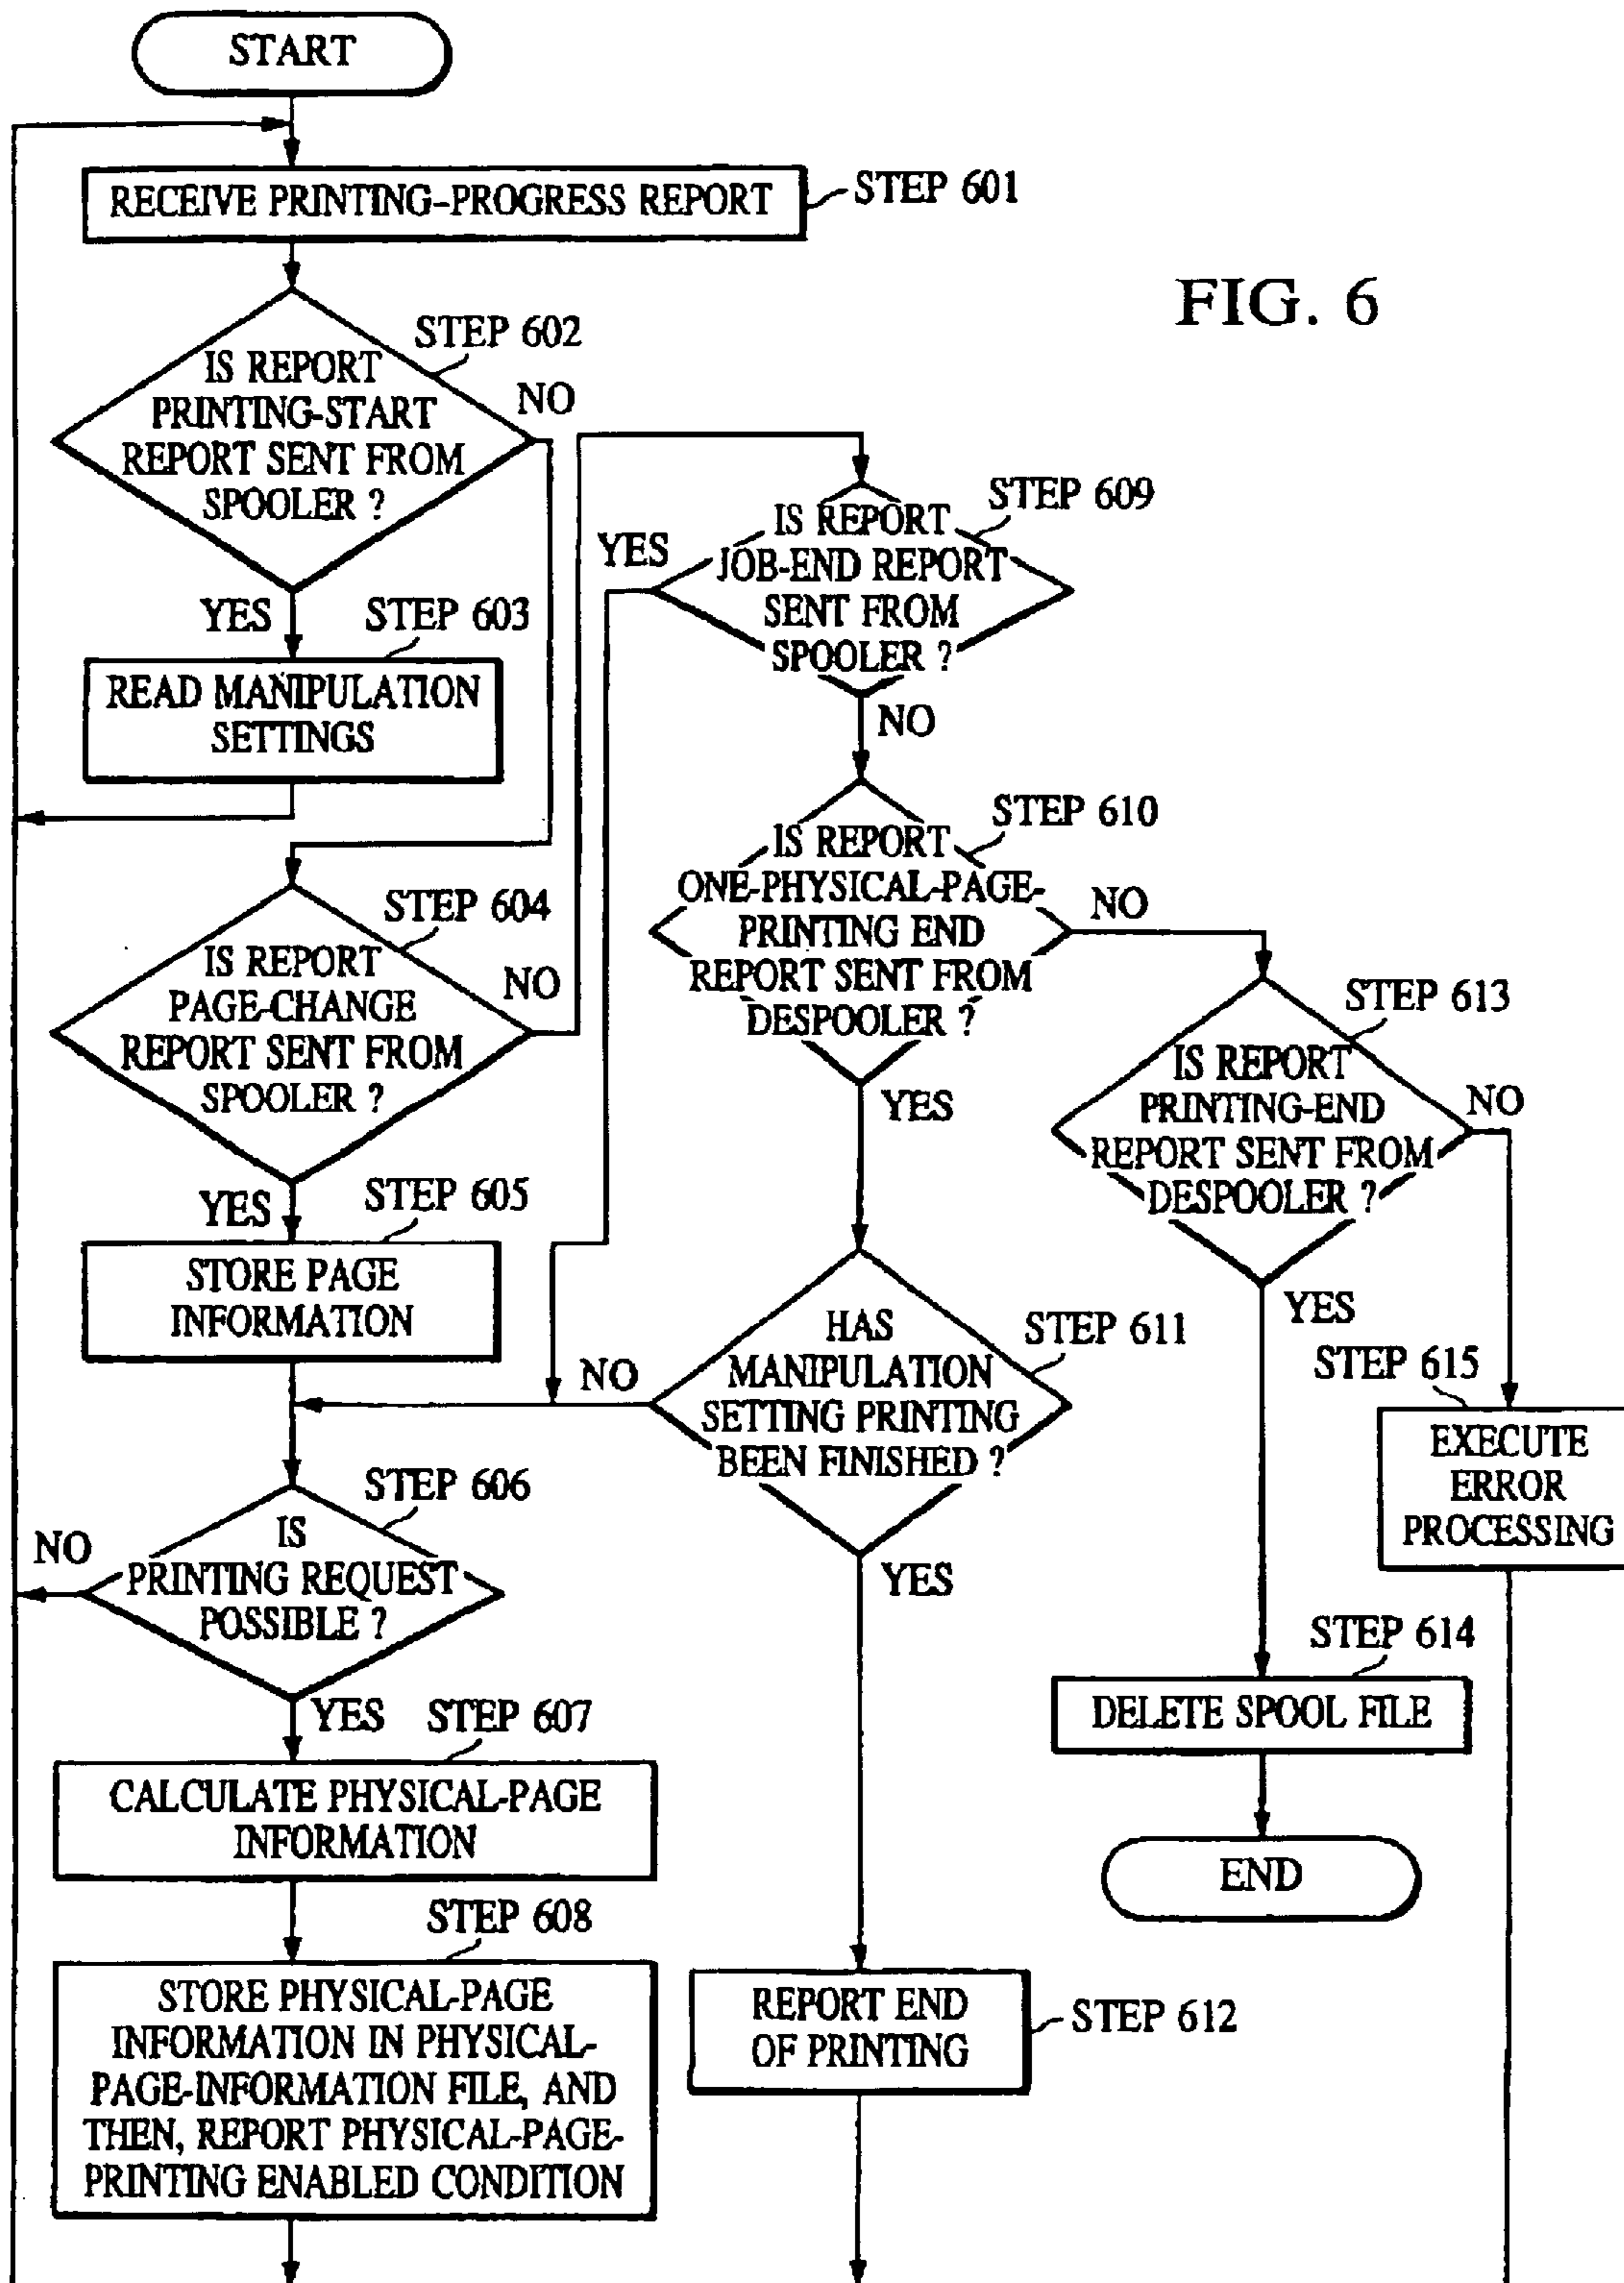 START
RECEIVE PRINTING-PROGRESS REPORT
STEP 601
FIG. 6
STEP 602
IS REPORT
PRINTING-START
REPORT SENT FROM
SPOOLER ?
NO
YES
STEP 603
READ MANIPULATION
SETTINGS
STEP 604
IS REPORT
PAGE-CHANGE
REPORT SENT FROM
SPOOLER ?
NO
YES
STEP 605
STORE PAGE
INFORMATION
STEP 606
IS
PRINTING REQUEST
POSSIBLE ?
NO
YES
STEP 607
CALCULATE PHYSICAL-PAGE
INFORMATION
STEP 608
STORE PHYSICAL-PAGE
INFORMATION IN PHYSICAL-
PAGE-INFORMATION FILE, AND
THEN, REPORT PHYSICAL-PAGE-
PRINTING ENABLED CONDITION
STEP 609
IS REPORT
JOB-END REPORT
SENT FROM
SPOOLER ?
YES
NO
STEP 610
IS REPORT
ONE-PHYSICAL-PAGE-
PRINTING END
REPORT SENT FROM
DESPOOLER ?
NO
YES
STEP 611
HAS
MANIPULATION
SETTING PRINTING
BEEN FINISHED ?
NO
YES
REPORT END
OF PRINTING
STEP 612
STEP 613
IS REPORT
PRINTING-END
REPORT SENT FROM
DESPOOLER ?
NO
YES
STEP 614
DELETE SPOOL FILE
END
STEP 615
EXECUTE
ERROR
PROCESSING